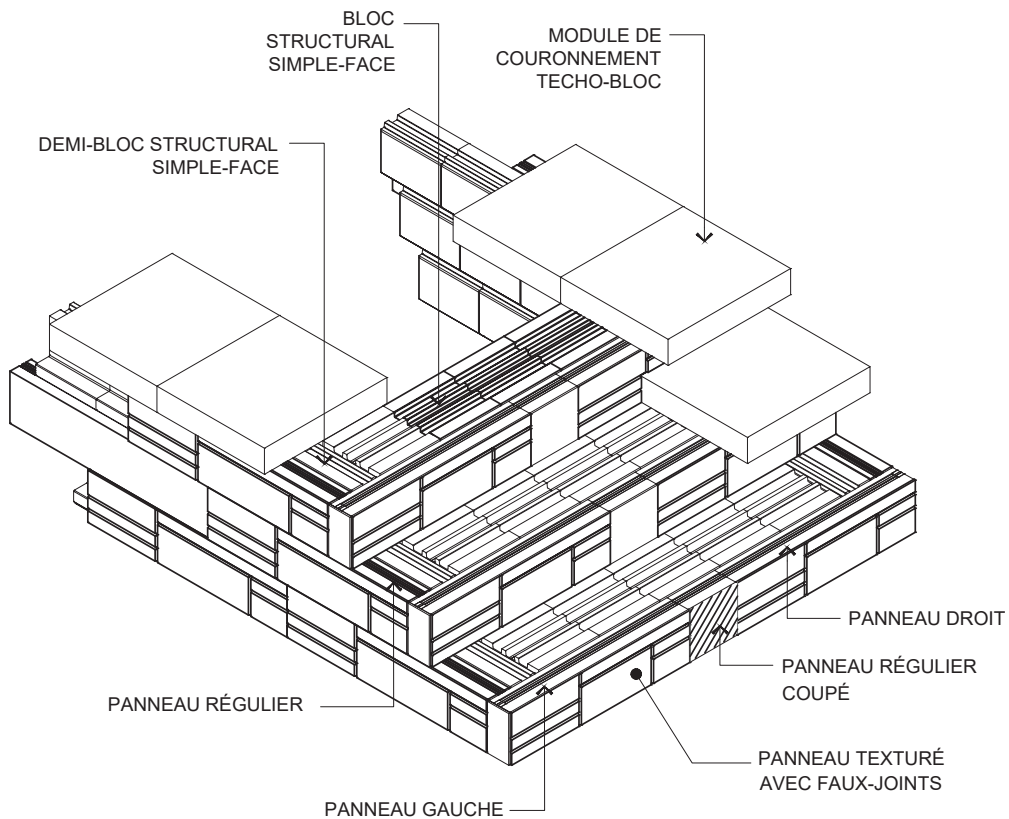 BLOC
STRUCTURAL
SIMPLE-FACE
MODULE DE
COURONNEMENT
TECHO-BLOC
DEMI-BLOC STRUCTURAL
SIMPLE-FACE
PANNEAU DROIT
PANNEAU RÉGULIER
COUPÉ
PANNEAU RÉGULIER
PANNEAU TEXTURÉ
AVEC FAUX-JOINTS
PANNEAU GAUCHE